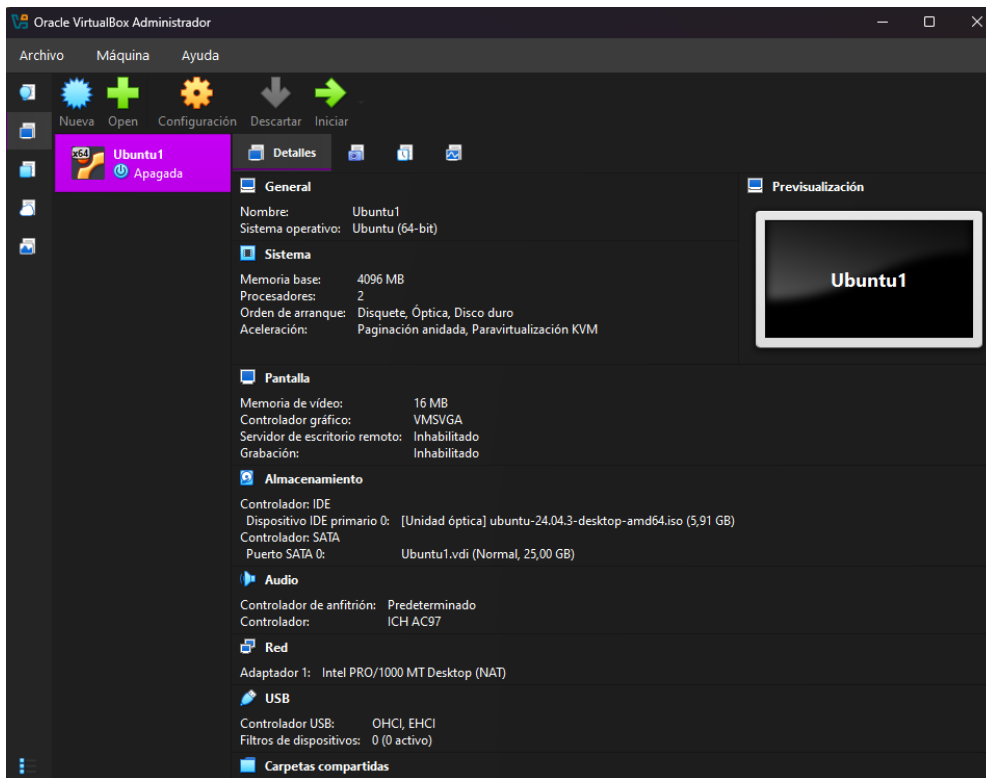 Oracle VirtualBox Administrador
Archivo Máquina Ayuda
Nueva Open Configuración Descartar Iniciar
x64 Ubuntu1
Apagada
Detalles
General
Nombre: Ubuntu1
Sistema operativo: Ubuntu (64-bit)
Previsualización
Ubuntu1
Sistema
Memoria base: 4096 MB
Procesadores: 2
Orden de arranque: Disquete, Óptica, Disco duro
Aceleración: Paginación anidada, Paravirtualización KVM
Pantalla
Memoria de vídeo: 16 MB
Controlador gráfico: VMSVGA
Servidor de escritorio remoto: Inhabilitado
Grabación: Inhabilitado
Almacenamiento
Controlador: IDE
Dispositivo IDE primario 0: [Unidad óptica] ubuntu-24.04.3-desktop-amd64.iso (5,91 GB)
Controlador: SATA
Puerto SATA 0: Ubuntu1.vdi (Normal, 25,00 GB)
Audio
Controlador de anfitrión: Predeterminado
Controlador: ICH AC97
Red
Adaptador 1: Intel PRO/1000 MT Desktop (NAT)
USB
Controlador USB: OHCI, EHCI
Filtros de dispositivos: 0 (0 activo)
Carpetas compartidas